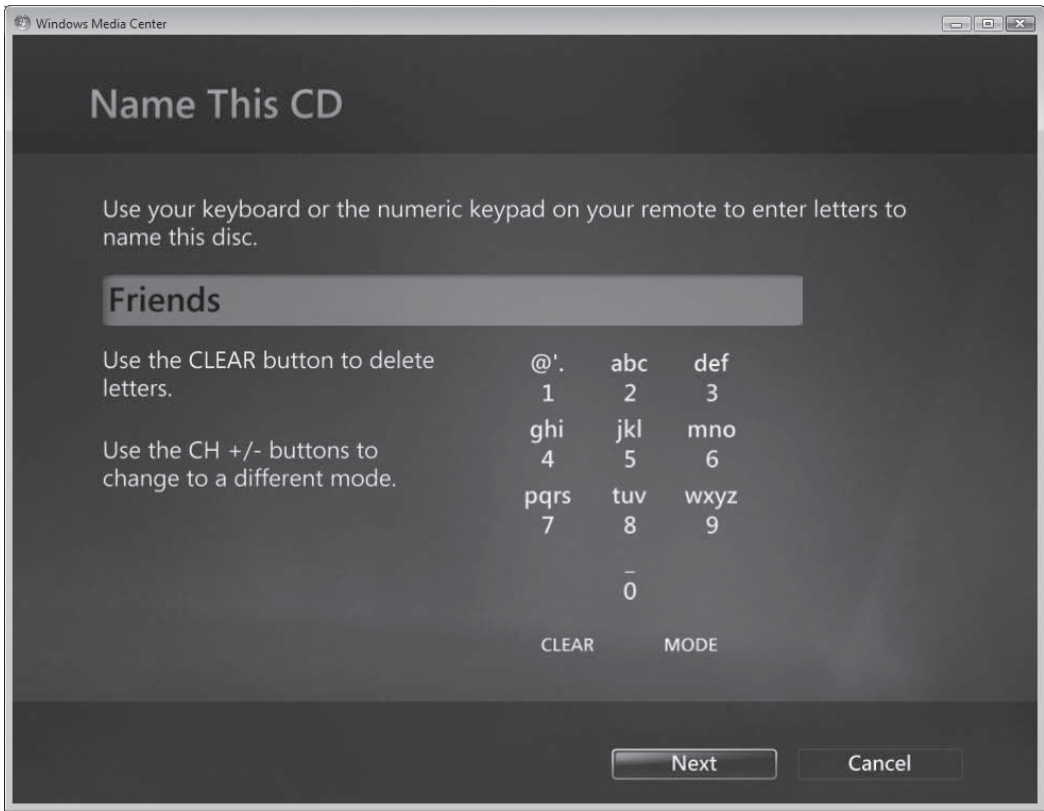 Windows Media Center
Name This CD
Use your keyboard or the numeric keypad on your remote to enter letters to
name this disc.
Friends
Use the CLEAR button to delete
letters.
Use the CH +/- buttons to
change to a different mode.
@'. abc def
1 2 3
ghi jkl mno
4 5 6
pqrs tuv wxyz
7 8 9
_
0
CLEAR MODE
Next Cancel